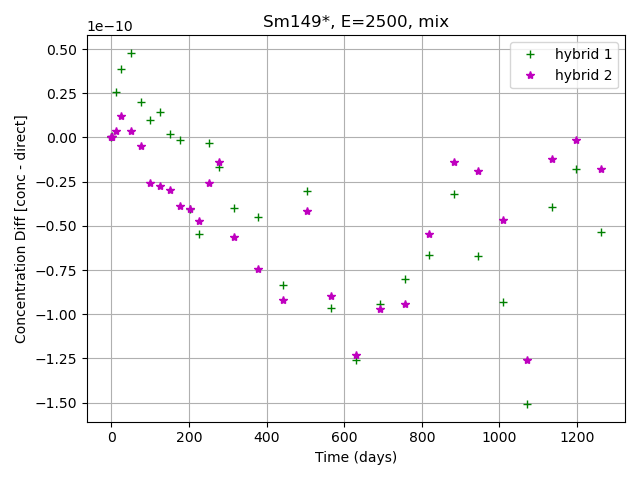 Sm149*, E=2500, mix
1e−10
hybrid 1
hybrid 2
0.50
0.25
0.00
−0.25
−0.50
−0.75
−1.00
−1.25
−1.50
Concentration Diff [conc - direct]
0 200 400 600 800 1000 1200
Time (days)